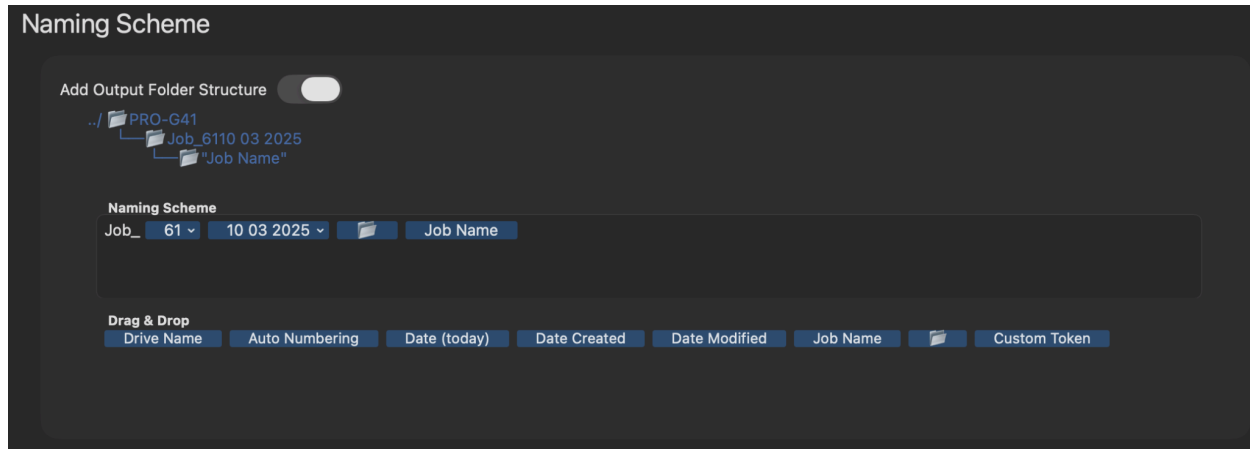 Naming Scheme
Add Output Folder Structure
../ PRO-G41
Job_6110 03 2025
"Job Name"
Naming Scheme
Job_ 61 10 03 2025 Job Name
Drag & Drop
Drive Name Auto Numbering Date (today) Date Created Date Modified Job Name Custom Token